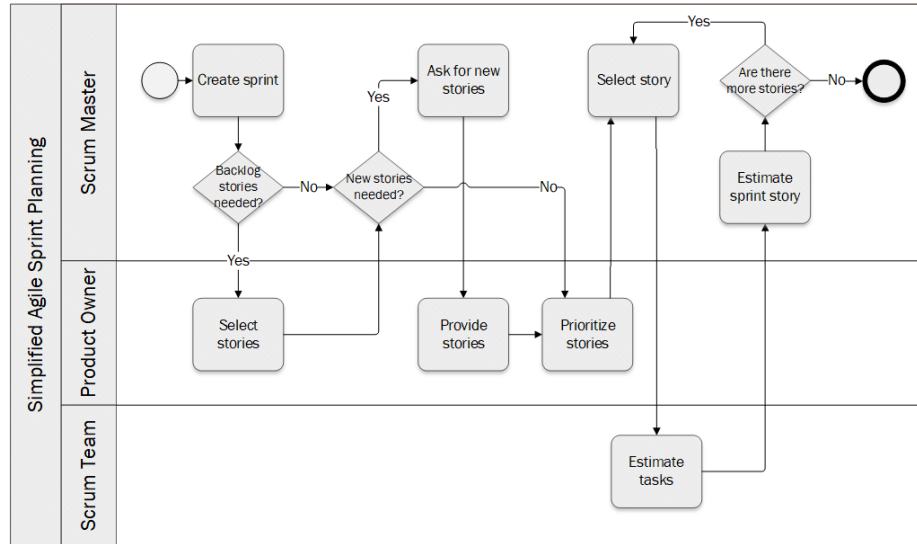 Simplified Agile Sprint Planning
Scrum Master
Product Owner
Scrum Team
Create sprint
Backlog
stories
needed?
No
Yes
Select
stories
New stories
needed?
Yes
No
Ask for new
stories
Provide
stories
Prioritize
stories
Select story
Estimate
tasks
Estimate
sprint story
Are there
more stories?
Yes
No